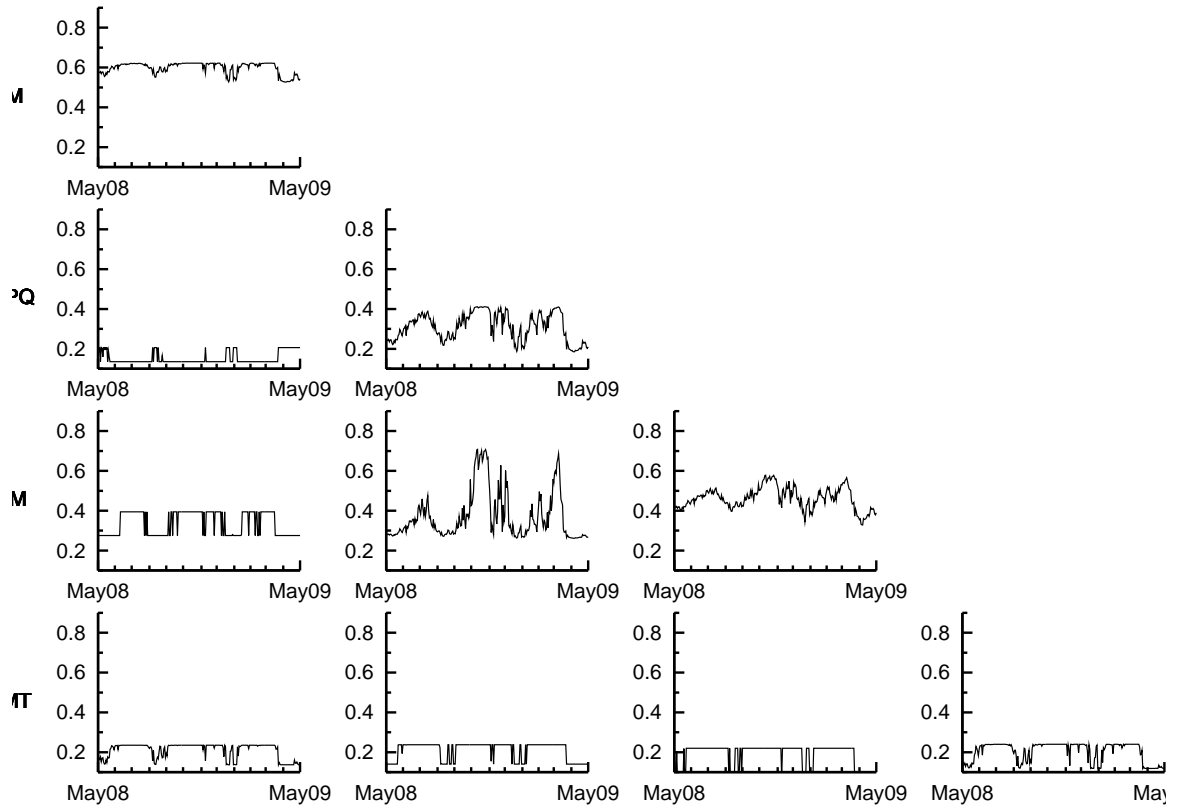 0.8
0.6
M
0.4
0.2
May08 May09
0.8 0.8
0.6 0.6
PQ
0.4 0.4
0.2 0.2
May08 May09 May08 May09
0.8 0.8 0.8
0.6 0.6 0.6
M
0.4 0.4 0.4
0.2 0.2 0.2
May08 May09 May08 May09 May08 May09
0.8 0.8 0.8 0.8
0.6 0.6 0.6 0.6
MT
0.4 0.4 0.4 0.4
0.2 0.2 0.2 0.2
May08 May09 May08 May09 May08 May09 May08 May